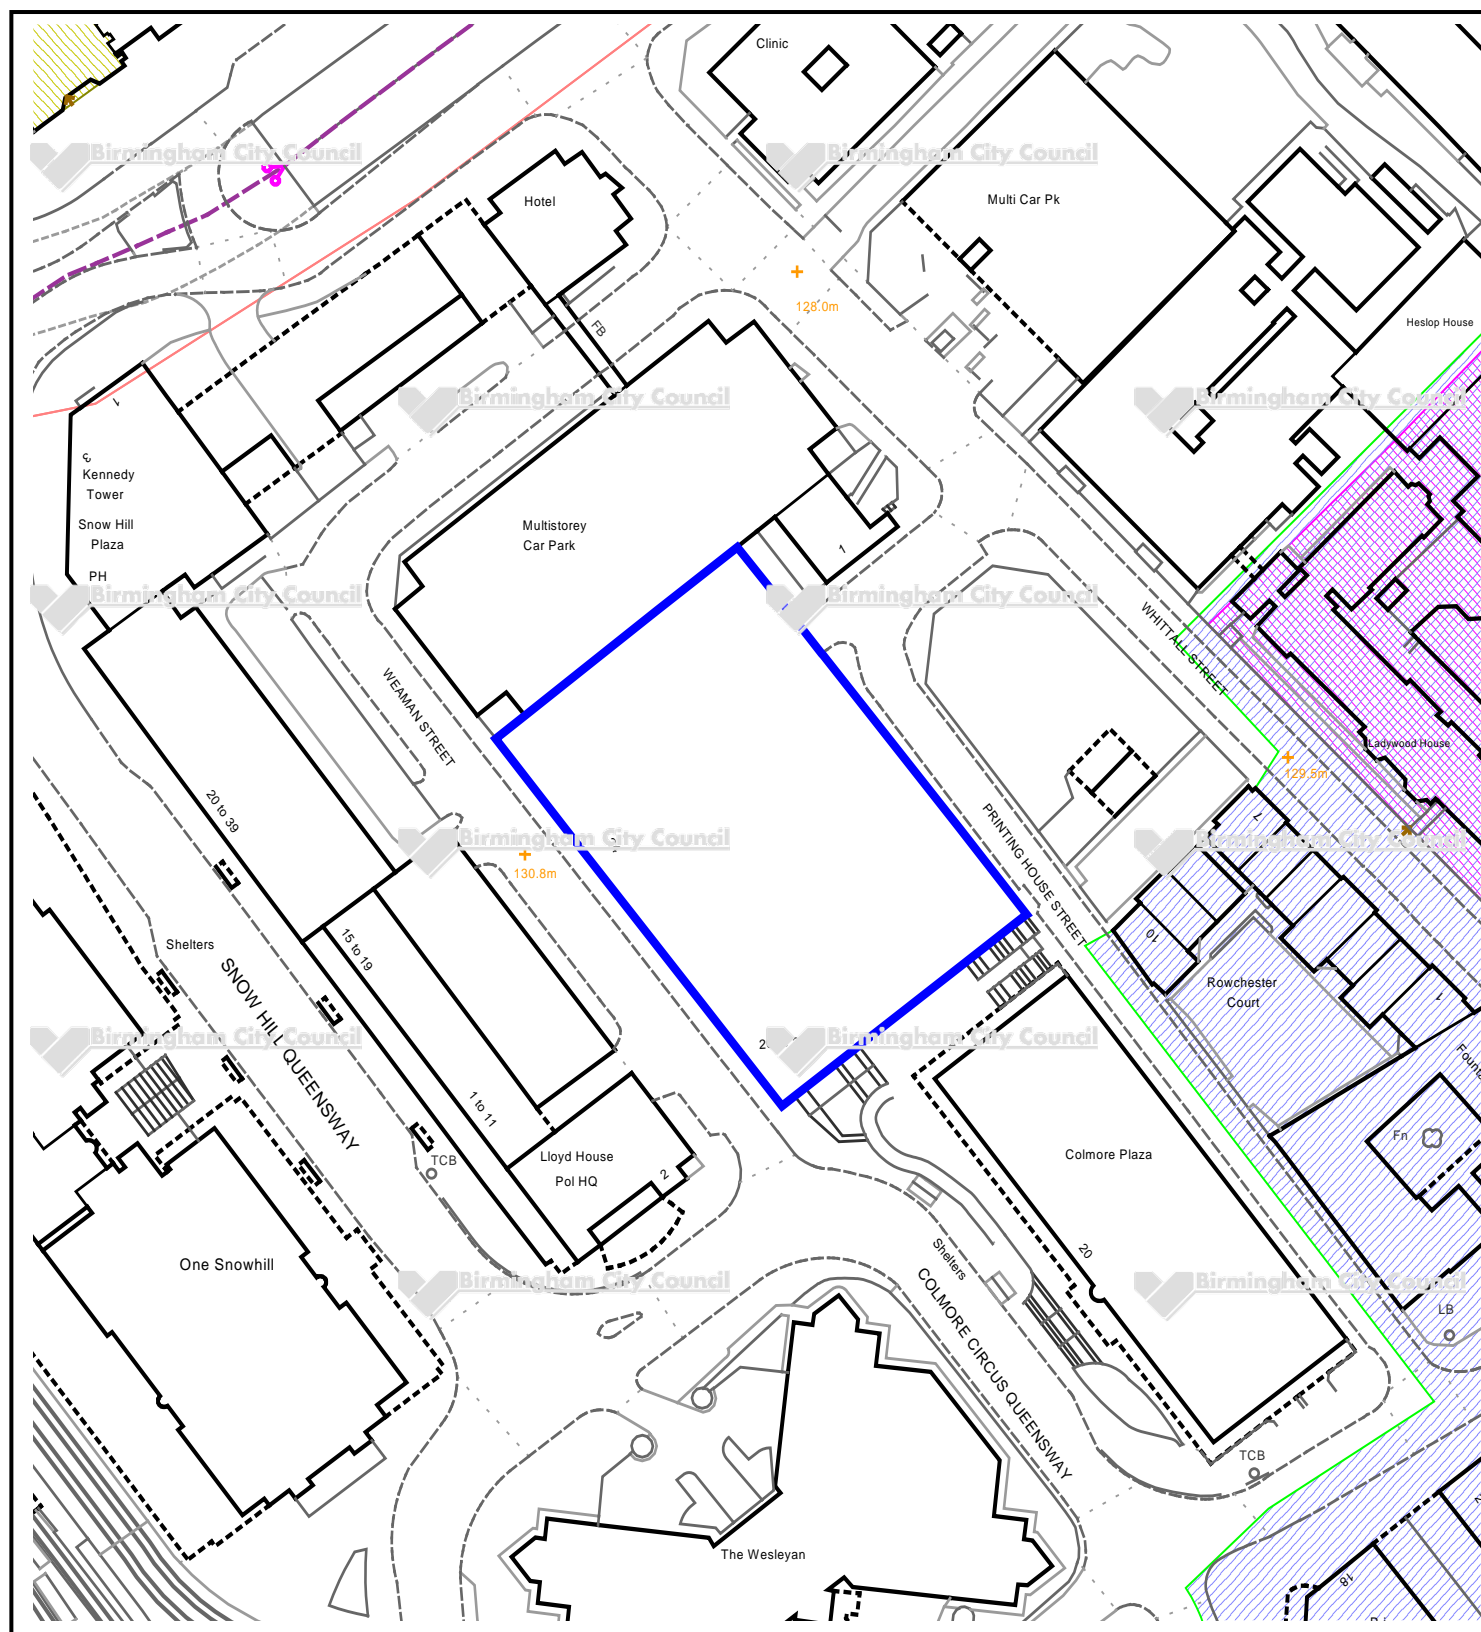 Clinic
Birmingham City Council
Birmingham City Council
Hotel
Multi Car Pk
128.0m
FB
Heslop House
Birmingham City Council
Birmingham City Council
1
3
Kennedy
Tower
Snow Hill
Plaza
PH
Multistorey
Car Park
1
Birmingham City Council
Birmingham City Council
WHITTALL STREET
WEAMAN STREET
Ladywood House
129.5m
20 to 39
PRINTING HOUSE STREET
7
Birmingham City Council
Birmingham City Council
130.8m
10
Shelters
15 to 19
SNOW HILL QUEENSWAY
Rowchester
Court
1
Birmingham City Council
Birmingham City Council
1 to 11
TCB
Lloyd House
Pol HQ
2
Colmore Plaza
Fn
One Snowhill
Shelters
20
Birmingham City Council
Birmingham City Council
COLMORE CIRCUS QUEENSWAY
LB
TCB
The Wesleyan
18